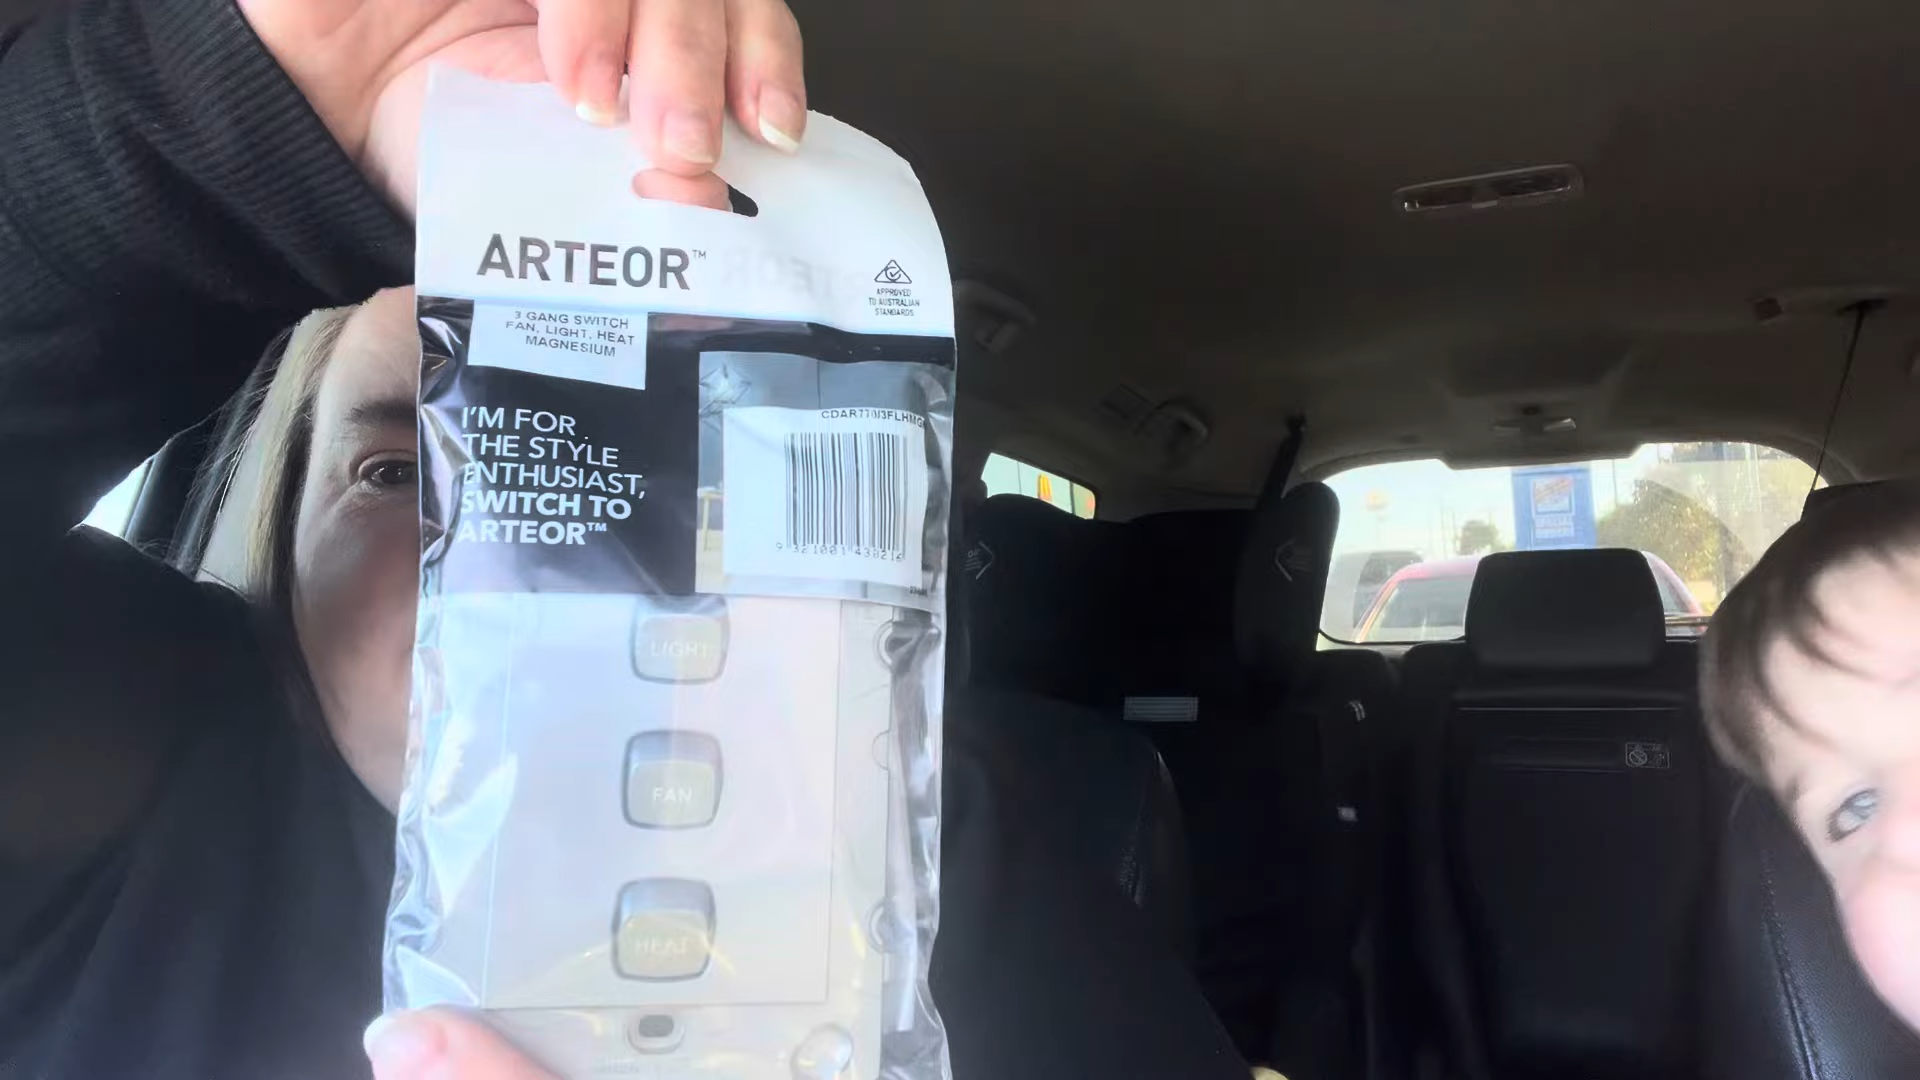 ARTEOR™
APPROVED
TO AUSTRALIAN
STANDARDS
3 GANG SWITCH
FAN, LIGHT, HEAT
MAGNESIUM
I'M FOR
THE STYLE
ENTHUSIAST,
SWITCH TO
ARTEOR™
LIGHT
FAN
HEAT